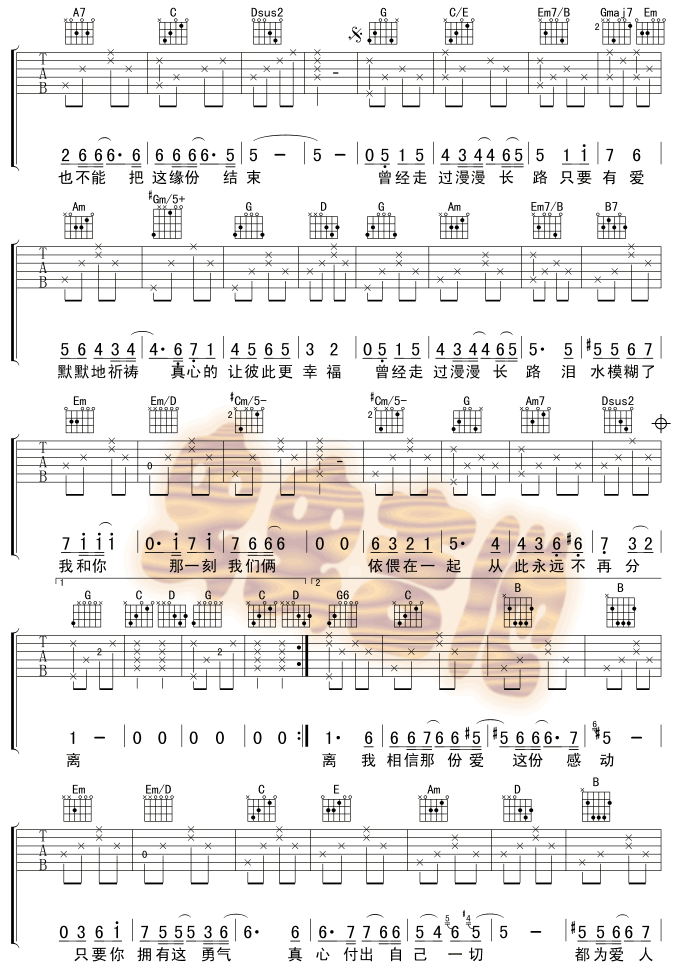 A7 C Dsus2 G C/E Em7/B Gmaj7 Em
2 6 6 6· 6 | 6 6 6 6· 5 | 5 — | 5 — | 0 5 1 5 | 4 3 4 4 6 5 | 5 1 1 | 7 6 |
也不能 把 这缘份 结 束 曾经走 过漫漫 长 路 只要 有 爱
Am #Gm/5+ G D G Am Em7/B B7
5 6 4 3 4 | 4· 6 7 1 | 4 5 6 5 | 3 2 | 0 5 1 5 | 4 3 4 4 6 5 | 5· 5 | #5 5 6 7 |
默默地祈祷 真心的 让彼此更 幸 福 曾经走 过漫漫 长 路 泪 水模糊了
Em Em/D #Cm/5- #Cm/5- G Am7 Dsus2
7 1 1 1 | 0· 1 7 1 | 7 6 6 6 | 0 0 | 6 3 2 1 | 5· 4 | 4 3 6 #6 | 7· 3 2 |
我和你 那一刻 我们俩 依偎在一 起 从 此永远不 再 分
1 2
G C D G C D G6 C B B
1 — | 0 0 | 0 0 | 0 0 :| 1· 6 | 6 6 7 6 6 #5 | #5 6 6 6· 7 | #5 — |
离 离 我 相信那 份 爱 这份 感 动
Em Em/D C E Am D B
0 3 6 1 | 7 5 5 5 3 6 | 6· 6 | 6· 7 7 6 6 | 5 4 6 5 | 5 — | #5 5 6 6 7 |
只要你 拥有这 勇气 真 心 付出 自 己 一切 都为爱 人